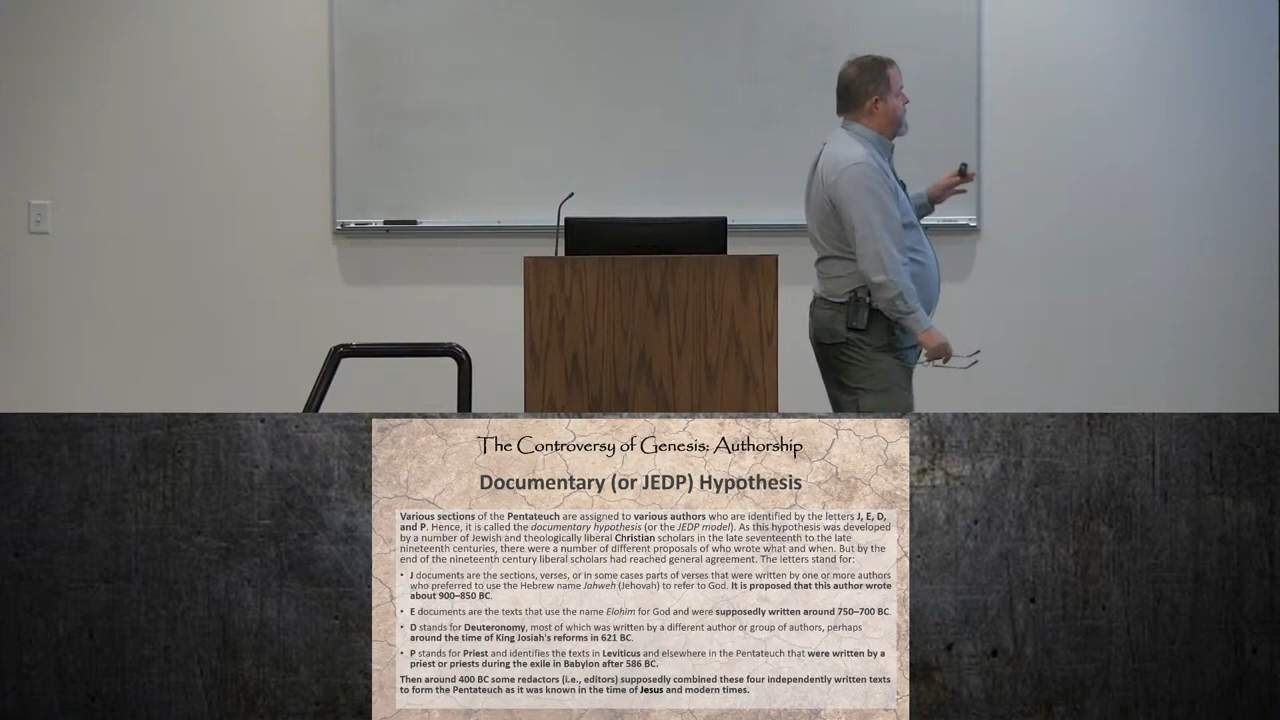 The Controversy of Genesis: Authorship
Documentary (or JEDP) Hypothesis
Various sections of the Pentateuch are assigned to various authors who are identified by the letters J, E, D,
and P. Hence, it is called the documentary hypothesis (or the JEDP model). As this hypothesis was developed
by a number of Jewish and theologically liberal Christian scholars in the late seventeenth to the late
nineteenth centuries, there were a number of different proposals of who wrote what and when. But by the
end of the nineteenth century liberal scholars had reached general agreement. The letters stand for:
• J documents are the sections, verses, or in some cases parts of verses that were written by one or more authors
who preferred to use the Hebrew name Jahweh (Jehovah) to refer to God. It is proposed that this author wrote
about 900–850 BC.
• E documents are the texts that use the name Elohim for God and were supposedly written around 750–700 BC.
• D stands for Deuteronomy, most of which was written by a different author or group of authors, perhaps
around the time of King Josiah's reforms in 621 BC.
• P stands for Priest and identifies the texts in Leviticus and elsewhere in the Pentateuch that were written by a
priest or priests during the exile in Babylon after 586 BC.
Then around 400 BC some redactors (i.e., editors) supposedly combined these four independently written texts
to form the Pentateuch as it was known in the time of Jesus and modern times.